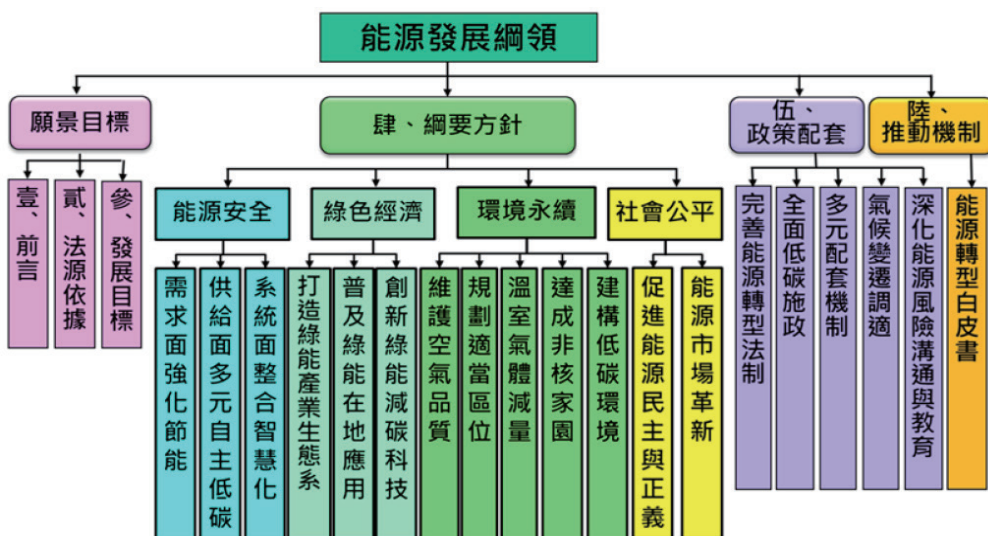 能源發展綱領
願景目標
肆、綱要方針
伍、
政策配套
陸、
推動機制
壹、前言
貳、法源依據
參、發展目標
能源安全
綠色經濟
環境永續
社會公平
需求面強化節能
供給面多元自主低碳
系統面整合智慧化
打造綠能產業生態系
普及綠能在地應用
創新綠能減碳科技
維護空氣品質
規劃適當區位
溫室氣體減量
達成非核家園
建構低碳環境
促進能源民主與正義
能源市場革新
完善能源轉型法制
全面低碳施政
多元配套機制
氣候變遷調適
深化能源風險溝通與教育
能源轉型白皮書